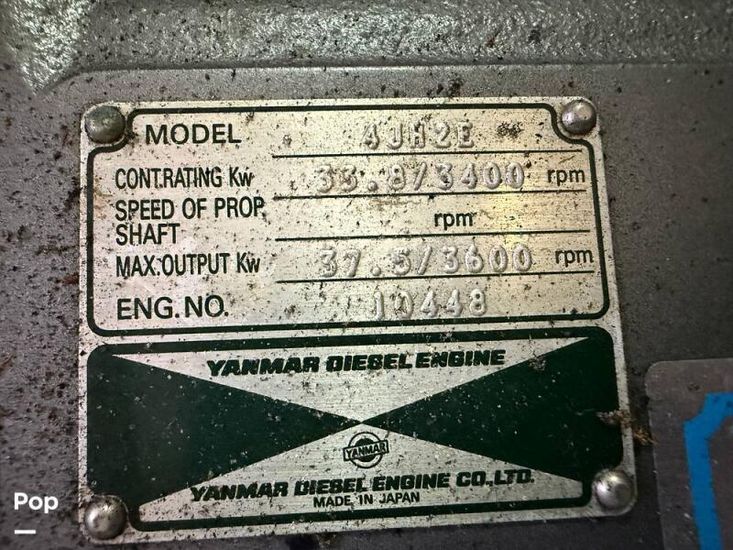 MODEL 4JH2E
CONT.RATING Kw 33.8/3400 rpm
SPEED OF PROP. SHAFT rpm
MAX.OUTPUT Kw 37.5/3600 rpm
ENG.NO. 10448
YANMAR DIESEL ENGINE
YANMAR
YANMAR DIESEL ENGINE CO.,LTD.
MADE IN JAPAN
Pop